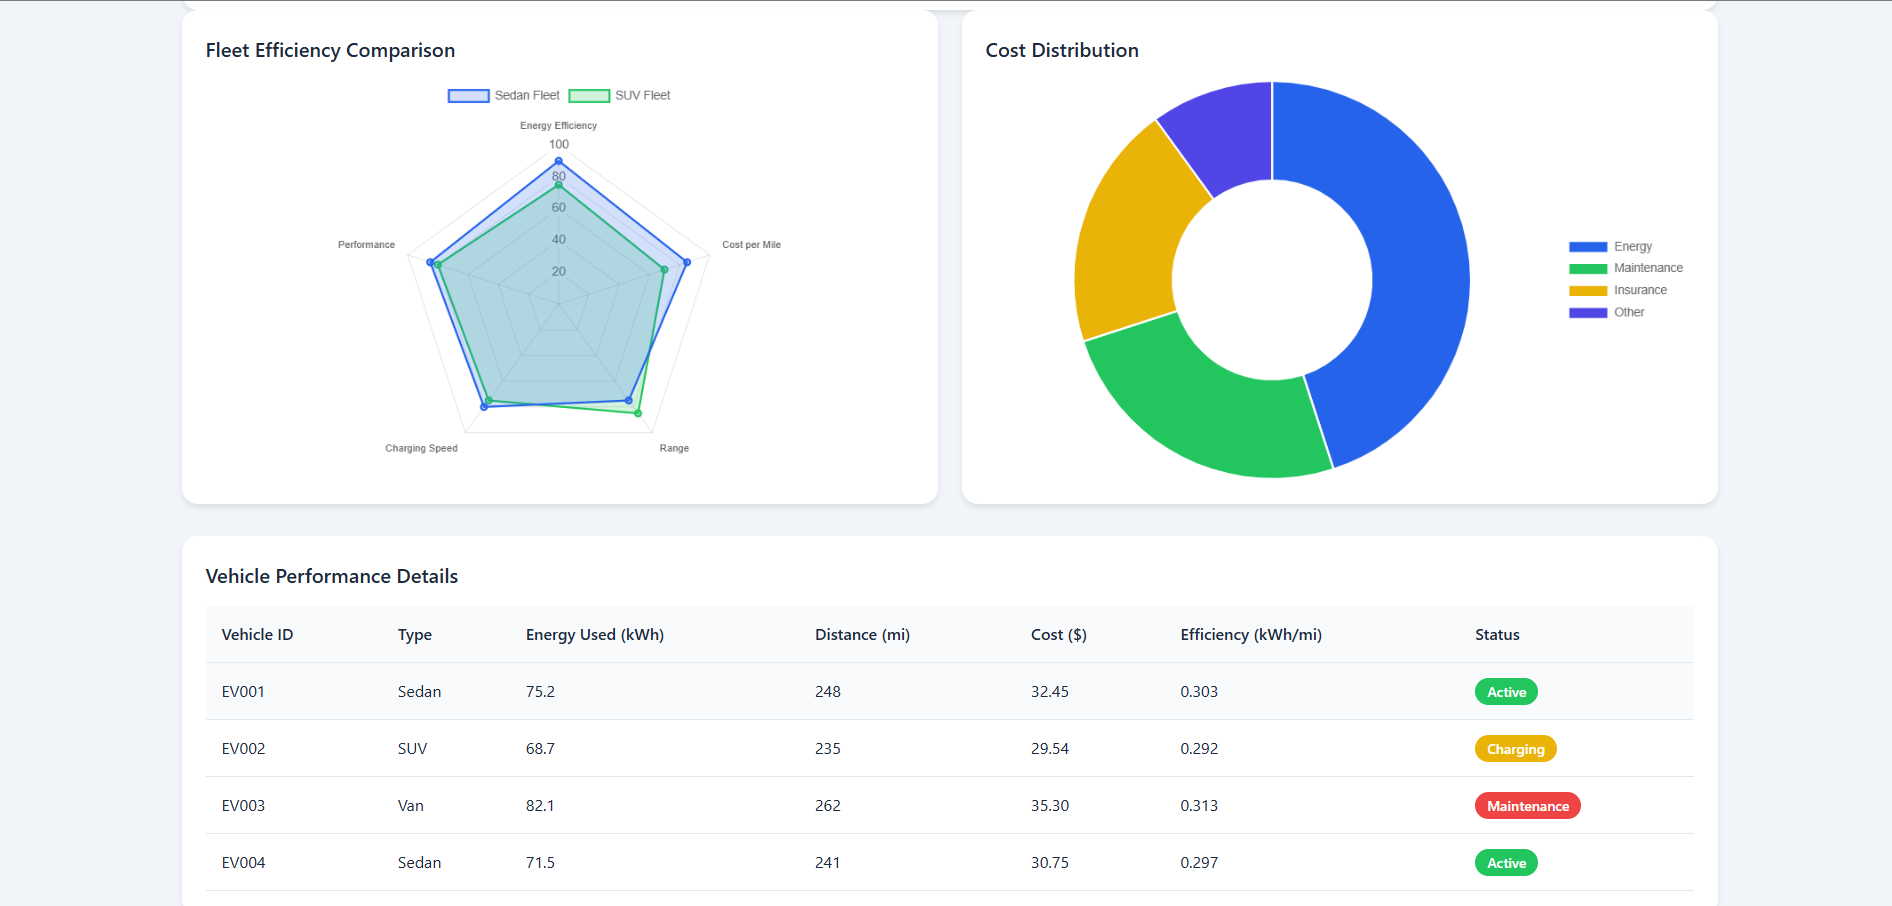 Fleet Efficiency Comparison
Sedan Fleet SUV Fleet
Energy Efficiency
100
80
60
40
20
Performance
Cost per Mile
Charging Speed
Range
Cost Distribution
Energy
Maintenance
Insurance
Other
Vehicle Performance Details
Vehicle ID Type Energy Used (kWh) Distance (mi) Cost ($) Efficiency (kWh/mi) Status
EV001 Sedan 75.2 248 32.45 0.303 Active
EV002 SUV 68.7 235 29.54 0.292 Charging
EV003 Van 82.1 262 35.30 0.313 Maintenance
EV004 Sedan 71.5 241 30.75 0.297 Active